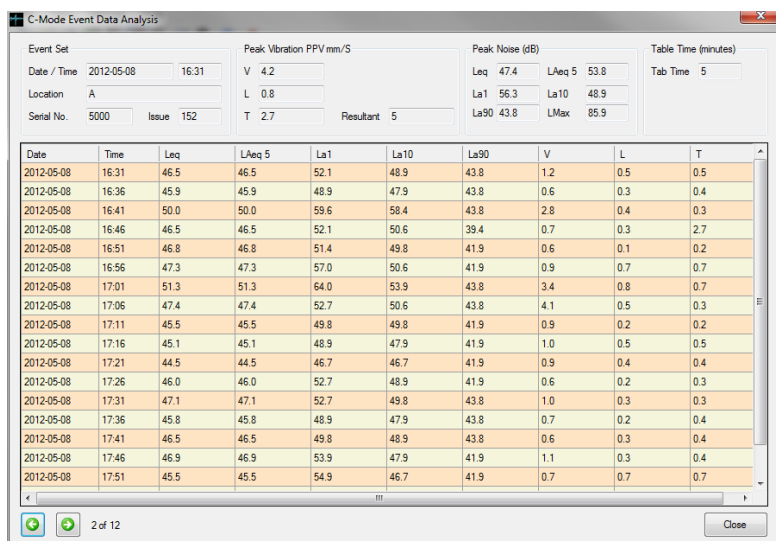 C-Mode Event Data Analysis
Event Set Peak Vibration PPV mm/S Peak Noise (dB) Table Time (minutes)
Date / Time 2012-05-08 16:31 V 4.2 Leq 47.4 LAeq 5 53.8 Tab Time 5
Location A L 0.8 La1 56.3 La10 48.9
Serial No. 5000 Issue 152 T 2.7 Resultant 5 La90 43.8 LMax 85.9
Date Time Leq LAeq 5 La1 La10 La90 V L T
2012-05-08 16:31 46.5 46.5 52.1 48.9 43.8 1.2 0.5 0.5
2012-05-08 16:36 45.9 45.9 48.9 47.9 43.8 0.6 0.3 0.4
2012-05-08 16:41 50.0 50.0 59.6 58.4 43.8 2.8 0.4 0.3
2012-05-08 16:46 46.5 46.5 52.1 50.6 39.4 0.7 0.3 2.7
2012-05-08 16:51 46.8 46.8 51.4 49.8 41.9 0.6 0.1 0.2
2012-05-08 16:56 47.3 47.3 57.0 50.6 41.9 0.9 0.7 0.7
2012-05-08 17:01 51.3 51.3 64.0 53.9 43.8 3.4 0.8 0.7
2012-05-08 17:06 47.4 47.4 52.7 50.6 43.8 4.1 0.5 0.3
2012-05-08 17:11 45.5 45.5 49.8 49.8 41.9 0.9 0.2 0.2
2012-05-08 17:16 45.1 45.1 48.9 47.9 41.9 1.0 0.5 0.5
2012-05-08 17:21 44.5 44.5 46.7 46.7 41.9 0.9 0.4 0.4
2012-05-08 17:26 46.0 46.0 52.7 48.9 41.9 0.6 0.2 0.3
2012-05-08 17:31 47.1 47.1 52.7 49.8 43.8 1.0 0.3 0.3
2012-05-08 17:36 45.8 45.8 48.9 47.9 43.8 0.7 0.2 0.4
2012-05-08 17:41 46.5 46.5 49.8 48.9 43.8 0.6 0.3 0.4
2012-05-08 17:46 46.9 46.9 53.9 47.9 41.9 1.1 0.3 0.4
2012-05-08 17:51 45.5 45.5 54.9 46.7 41.9 0.7 0.7 0.7
2 of 12 Close